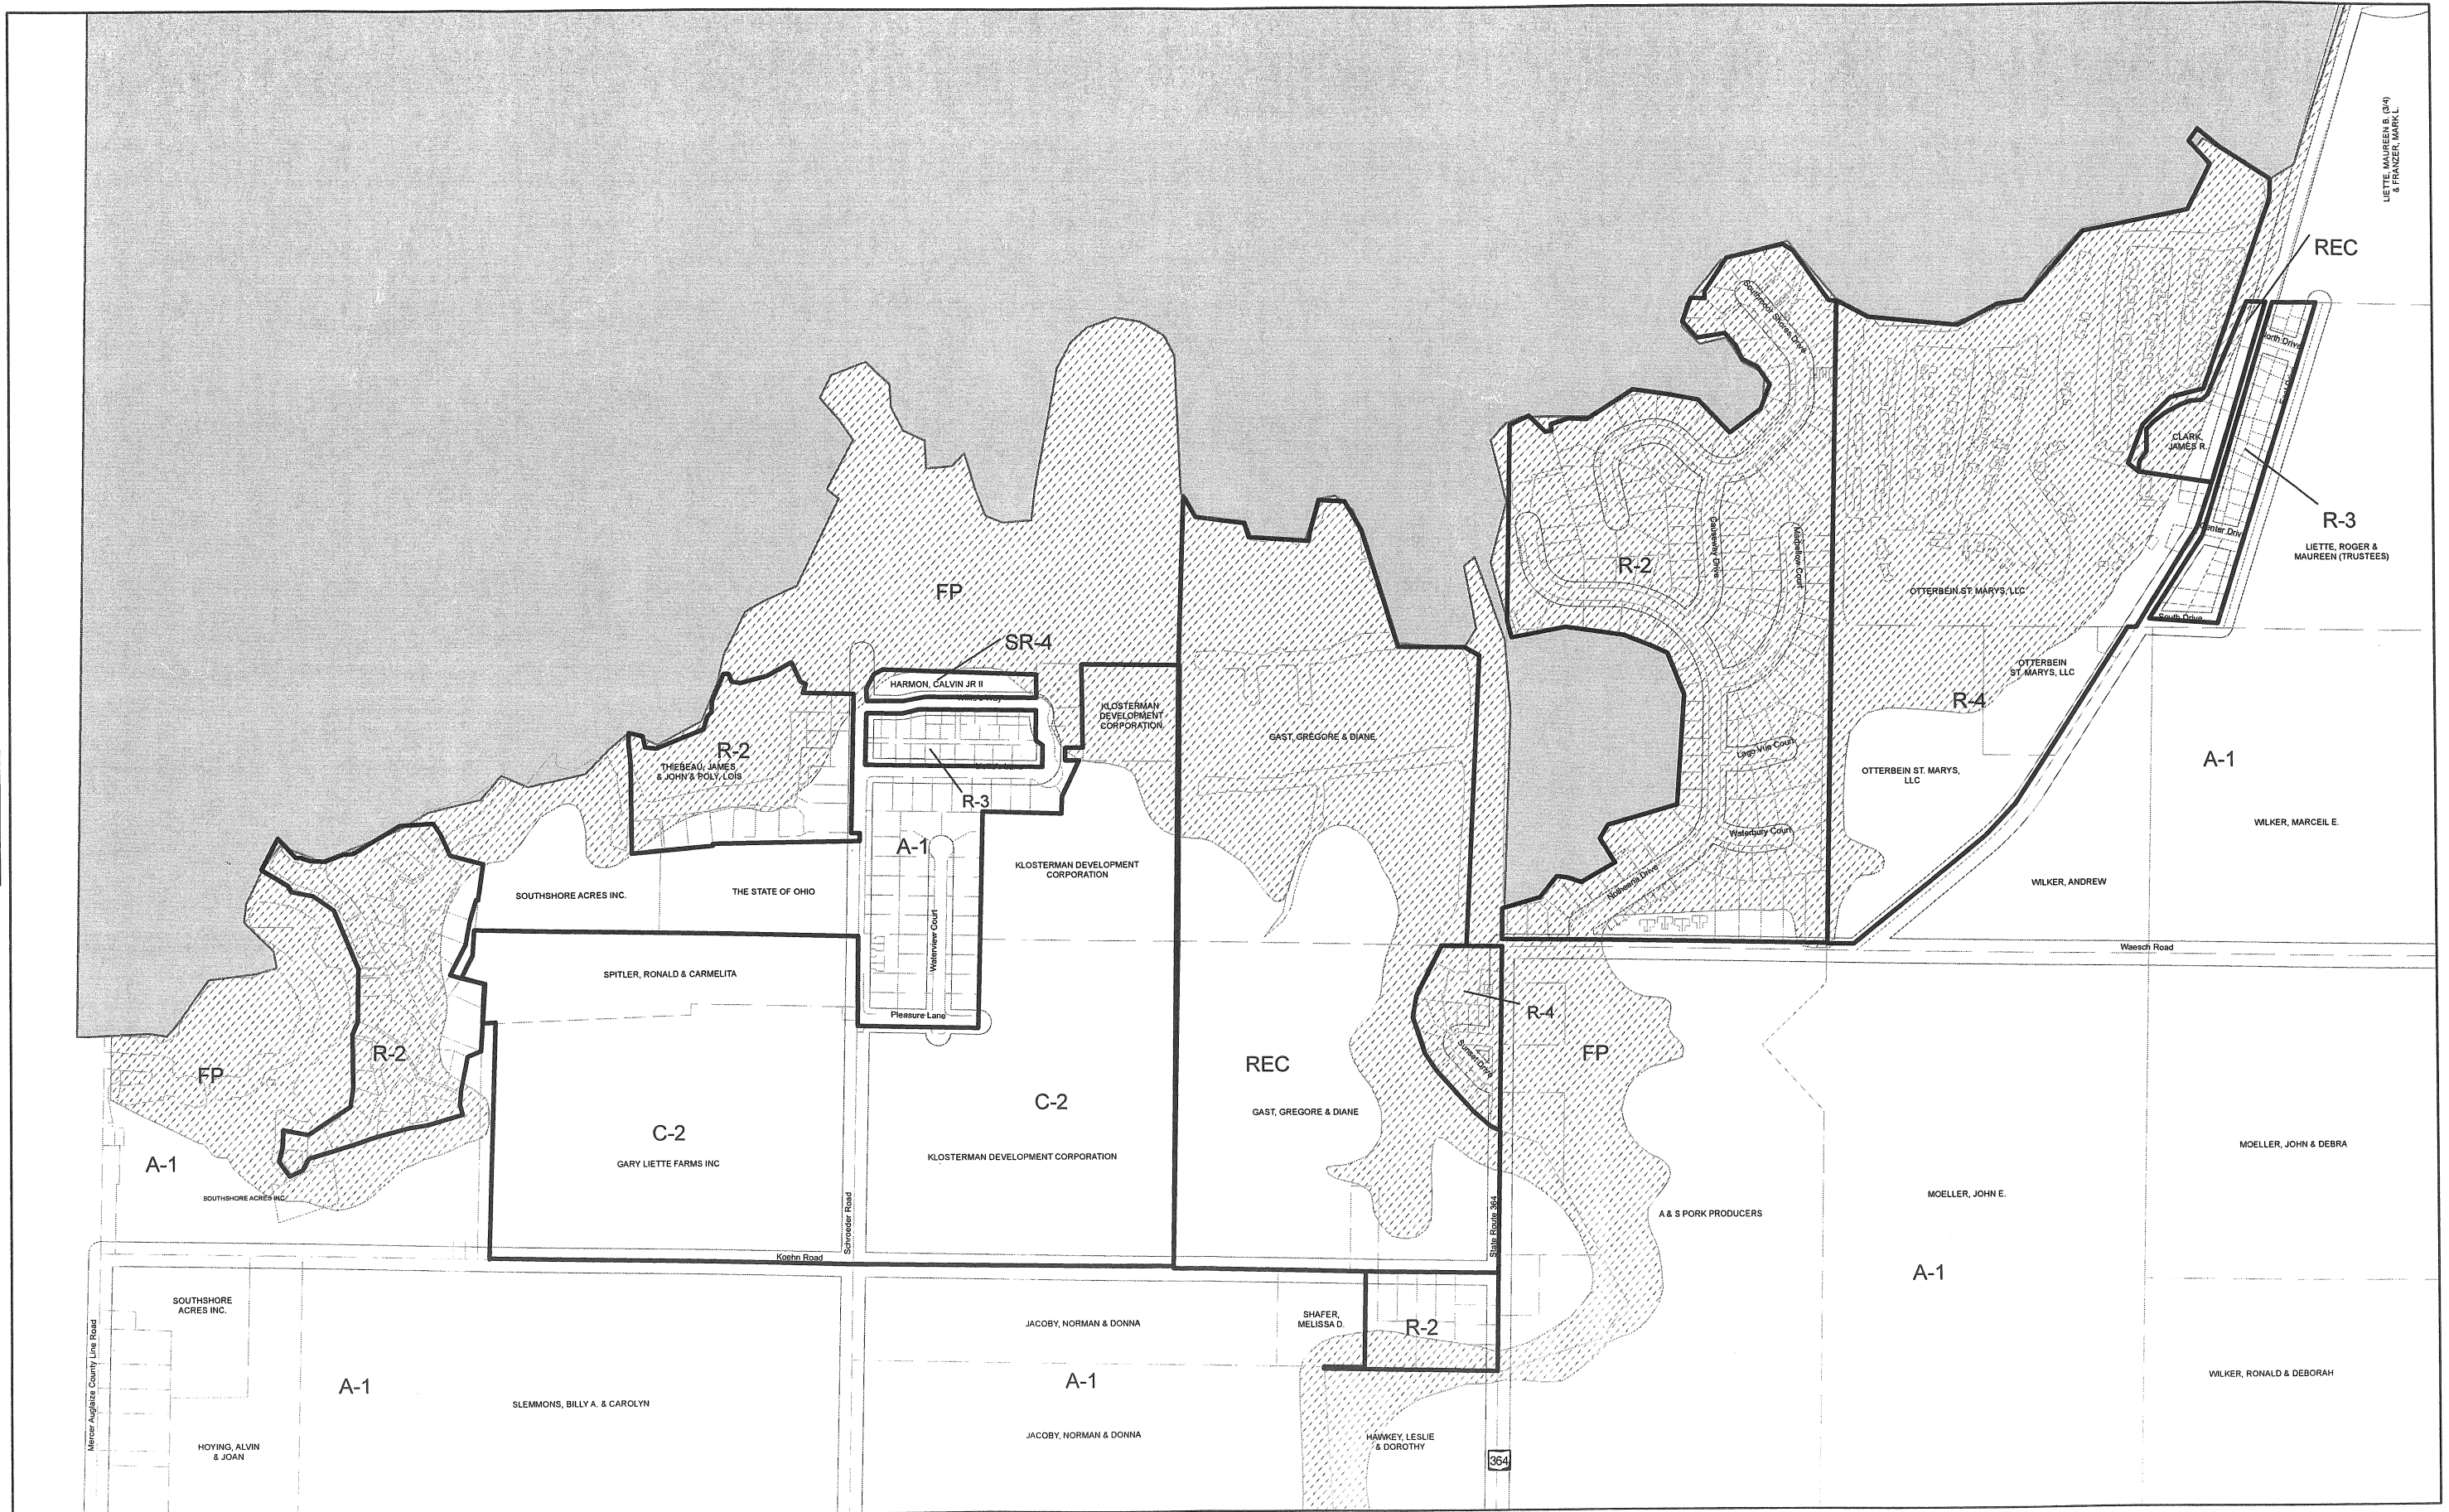 LIETTE, MAUREEN B. (3/4)
& FRANZER, MARK L.
REC
Southmoor Shores Drive
North Drive
CLARK,
JAMES R.
R-3
Center Drive
LIETTE, ROGER &
MAUREEN (TRUSTEES)
Causeway Drive
R-2
FP
OTTERBEIN ST. MARYS, LLC
South Drive
SR-4
HARMON, CALVIN JR II
OTTERBEIN
ST. MARYS, LLC
R-4
KLOSTERMAN
DEVELOPMENT
CORPORATION
GAST, GREGORE & DIANE
R-2
THIEBEAU, JAMES
& JOHN & POLY, LOIS
Lago Vue Court
A-1
OTTERBEIN ST. MARYS,
LLC
R-3
WILKER, MARCEIL E.
Waterbury Court
A-1
KLOSTERMAN DEVELOPMENT
CORPORATION
WILKER, ANDREW
SOUTHSHORE ACRES INC.
THE STATE OF OHIO
Waterview Court
Waesch Road
SPITLER, RONALD & CARMELITA
Pleasure Lane
R-4
Sunset Drive
FP
R-2
FP
REC
C-2
GAST, GREGORE & DIANE
C-2
MOELLER, JOHN & DEBRA
KLOSTERMAN DEVELOPMENT CORPORATION
GARY LIETTE FARMS INC
A-1
SOUTHSHORE ACRES INC.
MOELLER, JOHN E.
A & S PORK PRODUCERS
Schroeder Road
State Route 364
Koehn Road
A-1
SOUTHSHORE
ACRES INC.
JACOBY, NORMAN & DONNA
SHAFER,
MELISSA D.
R-2
Mercer Auglaize County Line Road
WILKER, RONALD & DEBORAH
A-1
A-1
SLEMMONS, BILLY A. & CAROLYN
JACOBY, NORMAN & DONNA
HAWKEY, LESLIE
& DOROTHY
HOYING, ALVIN
& JOAN
364